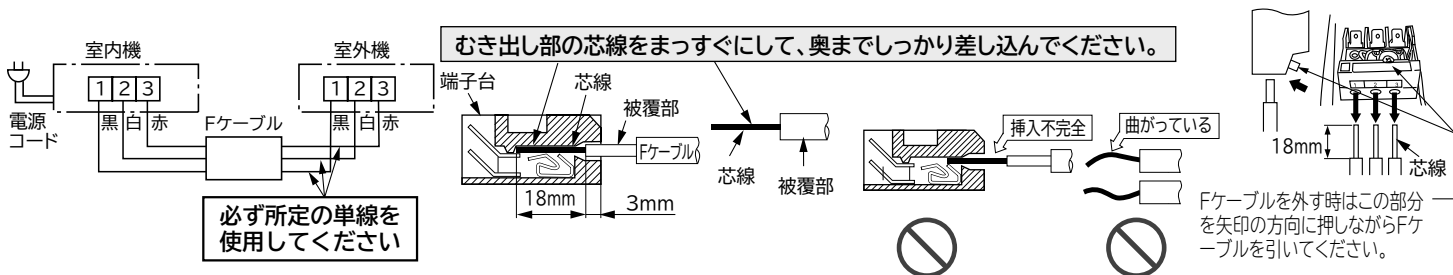 室内機
1 2 3
黒 白 赤
電源
コード
Fケーブル
室外機
1 2 3
黒 白 赤
必ず所定の単線を
使用してください
むき出し部の芯線をまっすぐにして、奥までしっかり差し込んでください。
端子台
芯線
被覆部
Fケーブル
18mm
3mm
芯線
被覆部
挿入不完全
曲がっている
1 2 3
18mm
芯線
Fケーブルを外す時はこの部分
を矢印の方向に押しながらFケ
ーブルを引いてください。